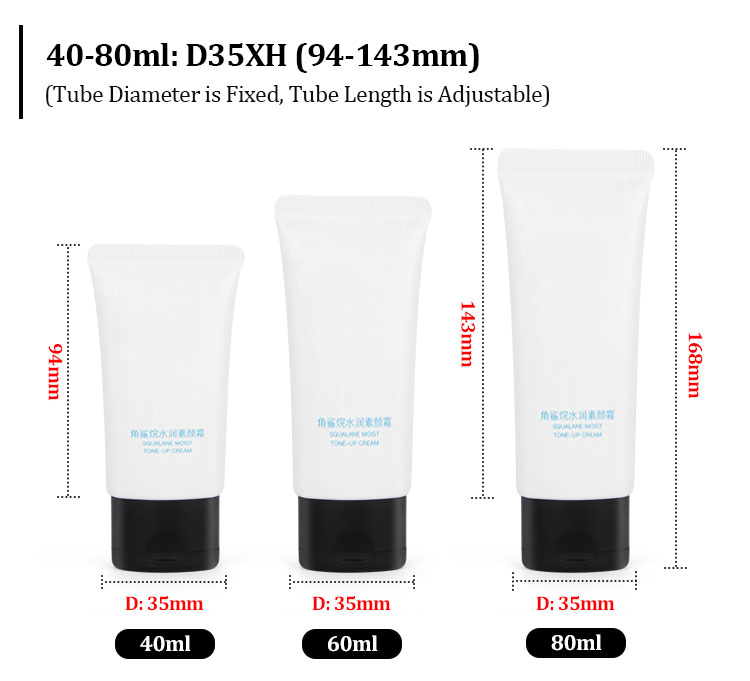 40-80ml: D35XH (94-143mm)
(Tube Diameter is Fixed, Tube Length is Adjustable)
94mm
143mm
168mm
角鲨烷水润素颜霜
SQUALANE MOIST
TONE-UP CREAM
角鲨烷水润素颜霜
SQUALANE MOIST
TONE-UP CREAM
角鲨烷水润素颜霜
SQUALANE MOIST
TONE-UP CREAM
D: 35mm
D: 35mm
D: 35mm
40ml
60ml
80ml